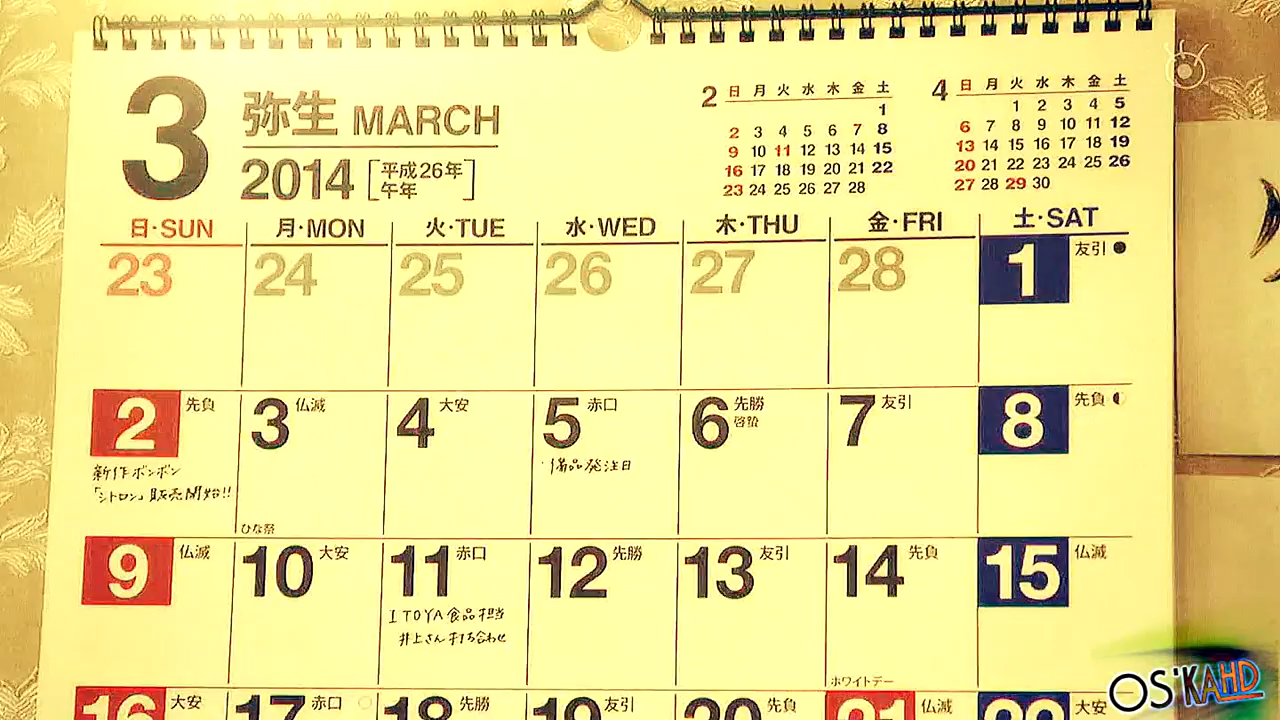 3
弥生 MARCH
2014 [平成26年 午年]
2
日 月 火 水 木 金 土
1
2 3 4 5 6 7 8
9 10 11 12 13 14 15
16 17 18 19 20 21 22
23 24 25 26 27 28
4
日 月 火 水 木 金 土
1 2 3 4 5
6 7 8 9 10 11 12
13 14 15 16 17 18 19
20 21 22 23 24 25 26
27 28 29 30
日・SUN 月・MON 火・TUE 水・WED 木・THU 金・FRI 土・SAT
23 24 25 26 27 28 1 友引
2 先負 3 仏滅 4 大安 5 赤口 6 先勝 7 友引 8 先負
啓蟄
新作ボンボン
「シトロン」販売開始!!
備品発注日
ひな祭
9 仏滅 10 大安 11 赤口 12 先勝 13 友引 14 先負 15 仏滅
ITOYA食品担当
井上さん打ち合わせ
ホワイトデー
16 大安 17 赤口 18 先勝 19 友引 20 先負 21 仏滅 22 大安
OSiKAHD